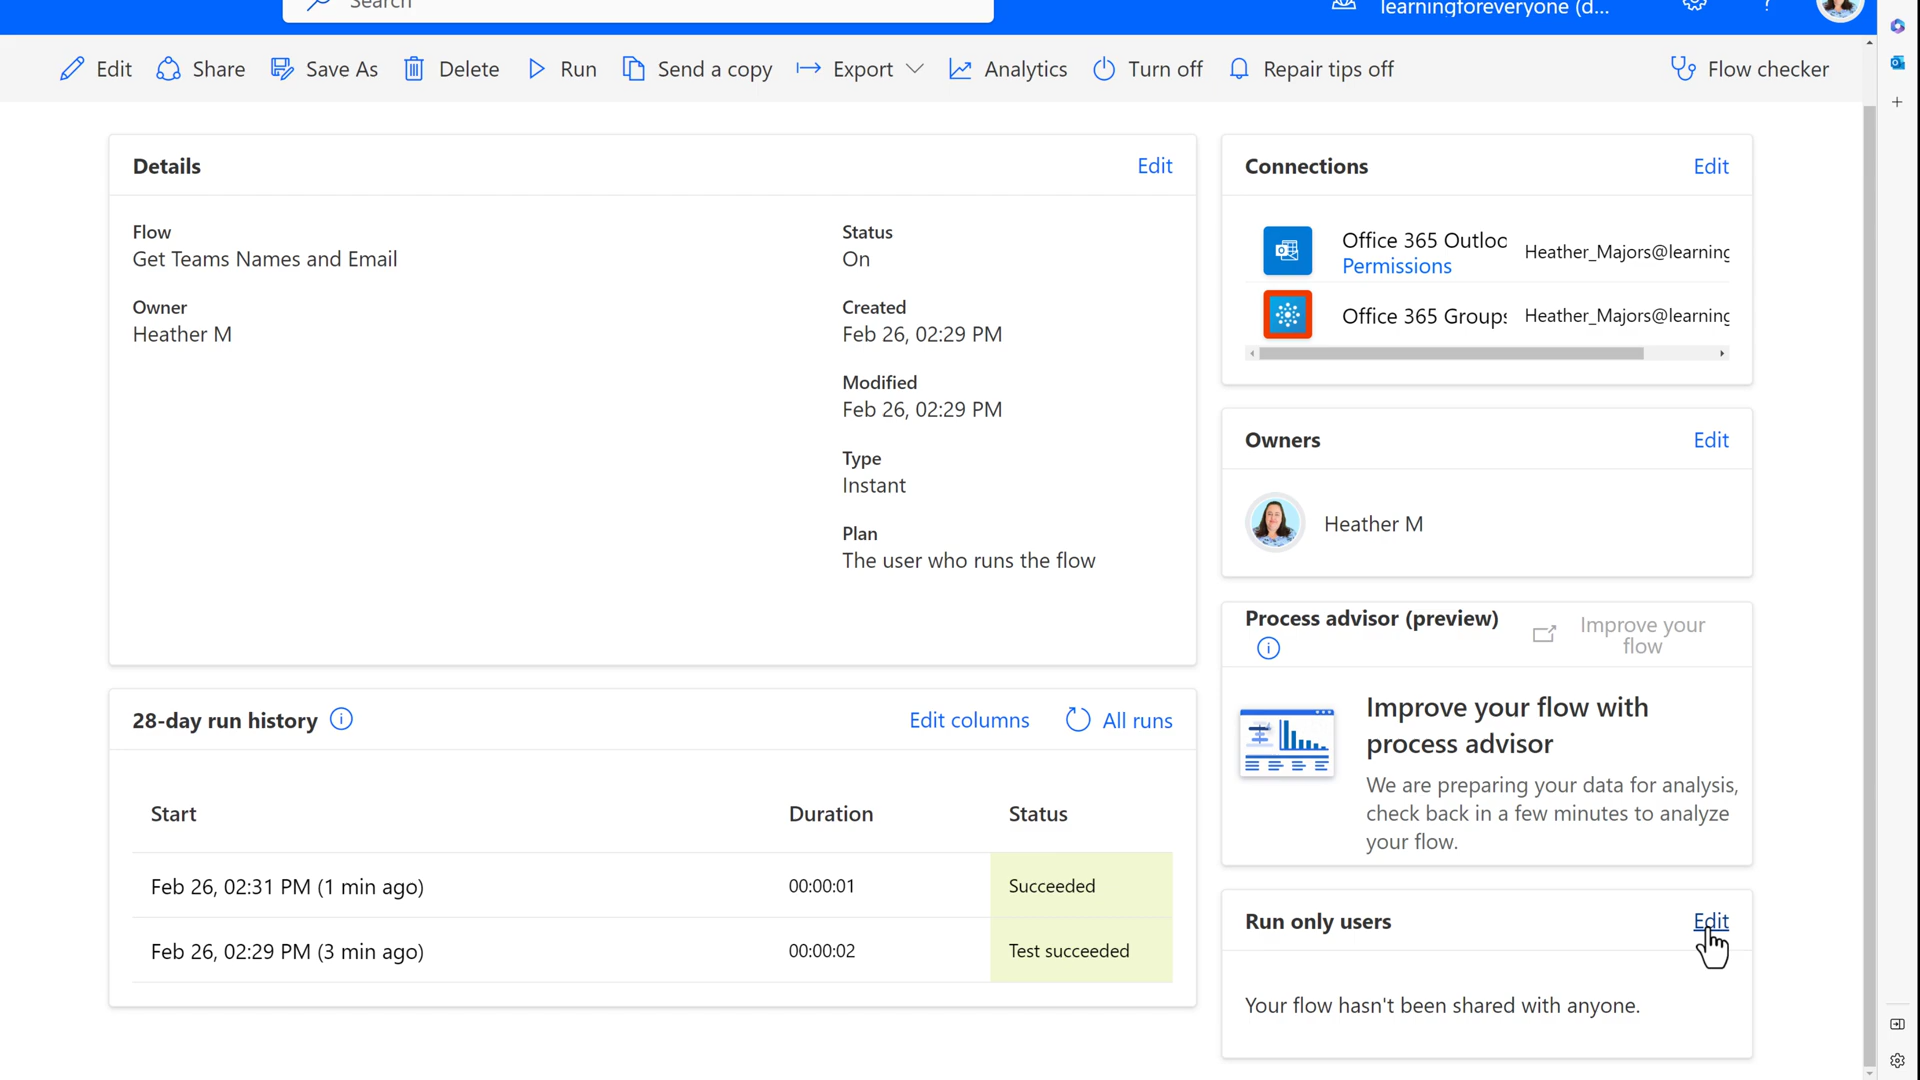 Search
learningforeveryone (d...
Edit Share Save As Delete Run Send a copy Export Analytics Turn off Repair tips off Flow checker
Details Edit
Flow
Get Teams Names and Email
Owner
Heather M
Status
On
Created
Feb 26, 02:29 PM
Modified
Feb 26, 02:29 PM
Type
Instant
Plan
The user who runs the flow
28-day run history Edit columns All runs
Start Duration Status
Feb 26, 02:31 PM (1 min ago) 00:00:01 Succeeded
Feb 26, 02:29 PM (3 min ago) 00:00:02 Test succeeded
Connections Edit
Office 365 Outloo Heather_Majors@learning
Permissions
Office 365 Groups Heather_Majors@learning
Owners Edit
Heather M
Process advisor (preview)
Improve your
flow
Improve your flow with
process advisor
We are preparing your data for analysis,
check back in a few minutes to analyze
your flow.
Run only users Edit
Your flow hasn't been shared with anyone.